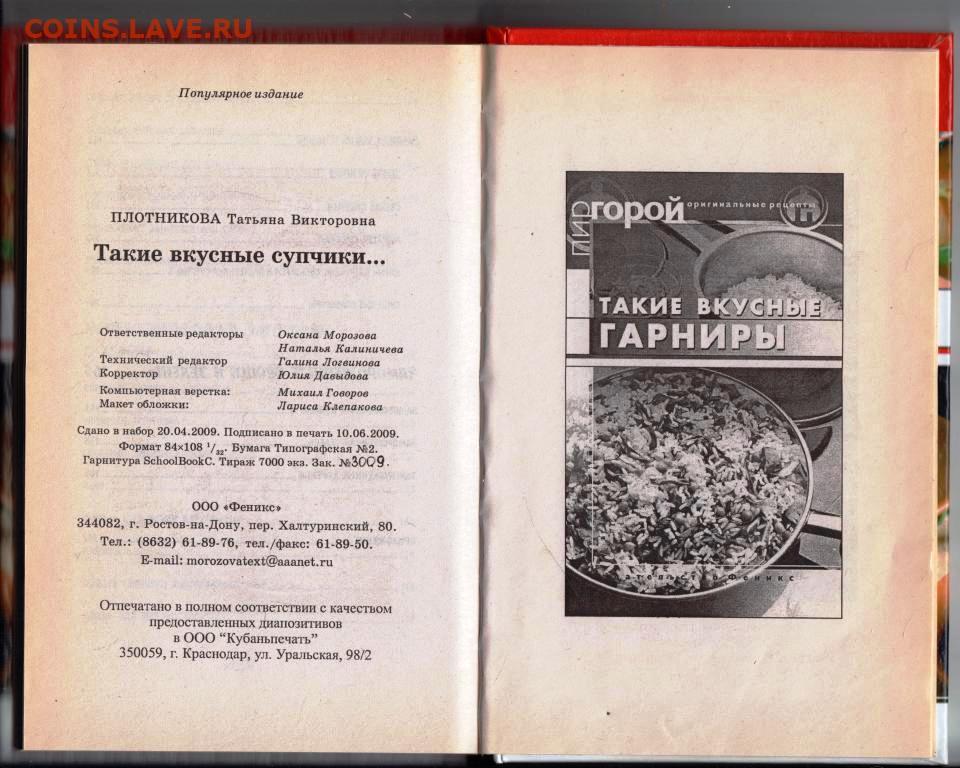 COINS.LAVE.RU
Популярное издание
ПЛОТНИКОВА Татьяна Викторовна
Такие вкусные супчики...
Ответственные редакторы Оксана Морозова
Наталья Калиничева
Технический редактор Галина Логвинова
Корректор Юлия Давыдова
Компьютерная верстка: Михаил Говоров
Макет обложки: Лариса Клепакова
Сдано в набор 20.04.2009. Подписано в печать 10.06.2009.
Формат 84×108 1/32. Бумага Типографская №2.
Гарнитура SchoolBookC. Тираж 7000 экз. Зак. №3009.
ООО «Феникс»
344082, г. Ростов-на-Дону, пер. Халтуринский, 80.
Тел.: (8632) 61-89-76, тел./факс: 61-89-50.
E-mail: morozovatext@aaanet.ru
Отпечатано в полном соответствии с качеством
предоставленных диапозитивов
в ООО "Кубаньпечать"
350059, г. Краснодар, ул. Уральская, 98/2
ПИР
горой оригинальные рецепты
ТАКИЕ ВКУСНЫЕ
ГАРНИРЫ
Феникс